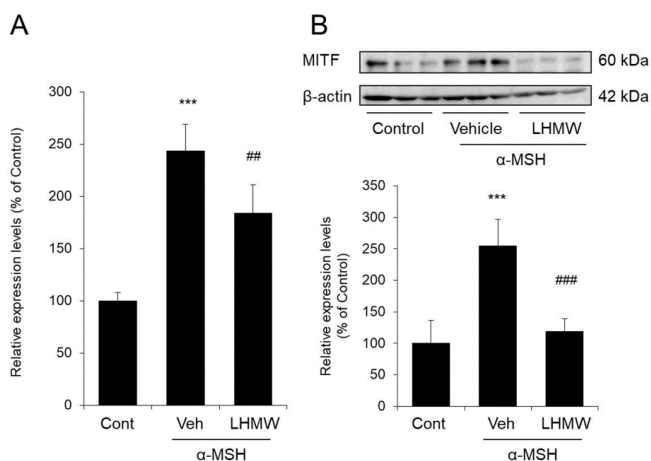 A
Relative expression levels (% of Control)
300
250
200
150
100
50
0
***
##
Cont Veh LHMW
α-MSH
B
MITF 60 kDa
β-actin 42 kDa
Control Vehicle LHMW
α-MSH
Relative expression levels
(% of Control)
350
300
250
200
150
100
50
0
***
###
Cont Veh LHMW
α-MSH